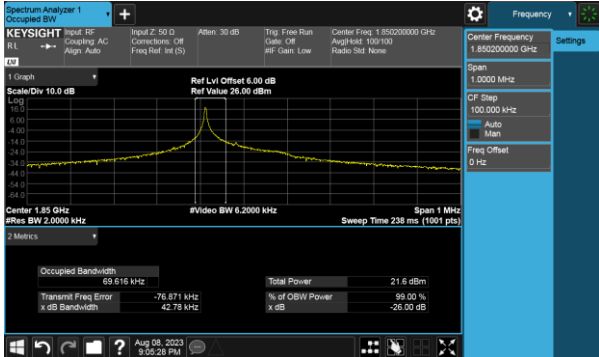 Spectrum Analyzer 1
Occupied BW
+
Frequency
KEYSIGHT
RL
Input: RF
Coupling: AC
Align: Auto
Input Z: 50 Ω
Corrections: Off
Freq Ref: Int (S)
Atten: 30 dB
Trig: Free Run
Gate: Off
#IF Gain: Low
Center Freq: 1.850200000 GHz
Avg|Hold: 100/100
Radio Std: None
Center Frequency
1.850200000 GHz
Settings
Span
1.0000 MHz
CF Step
100.000 kHz
Auto
Man
Freq Offset
0 Hz
1 Graph
Scale/Div 10.0 dB
Ref Lvl Offset 6.00 dB
Ref Value 26.00 dBm
Log
16.0
6.00
-4.00
-14.0
-24.0
-34.0
-44.0
-54.0
-64.0
Center 1.85 GHz
#Res BW 2.0000 kHz
#Video BW 6.2000 kHz
Span 1 MHz
Sweep Time 238 ms (1001 pts)
2 Metrics
Occupied Bandwidth
69.616 kHz
Total Power 21.6 dBm
Transmit Freq Error -76.871 kHz
% of OBW Power 99.00 %
x dB Bandwidth 42.78 kHz
x dB -26.00 dB
?
Aug 08, 2023
9:05:28 PM